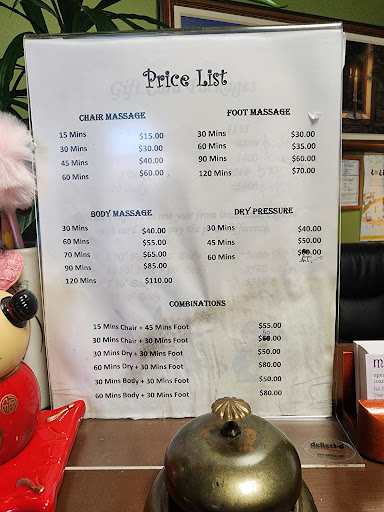 Price List
CHAIR MASSAGE
15 Mins $15.00
30 Mins $30.00
45 Mins $40.00
60 Mins $60.00
FOOT MASSAGE
30 Mins $30.00
60 Mins $35.00
90 Mins $60.00
120 Mins $70.00
BODY MASSAGE
30 Mins $40.00
60 Mins $55.00
70 Mins $65.00
90 Mins $85.00
120 Mins $110.00
DRY PRESSURE
30 Mins $40.00
45 Mins $50.00
60 Mins
COMBINATIONS
15 Mins Chair + 45 Mins Foot $55.00
30 Mins Chair + 30 Mins Foot
30 Mins Dry + 30 Mins Foot $50.00
60 Mins Dry + 30 Mins Foot $80.00
30 Mins Body + 30 Mins Foot $50.00
60 Mins Body + 30 Mins Foot $80.00